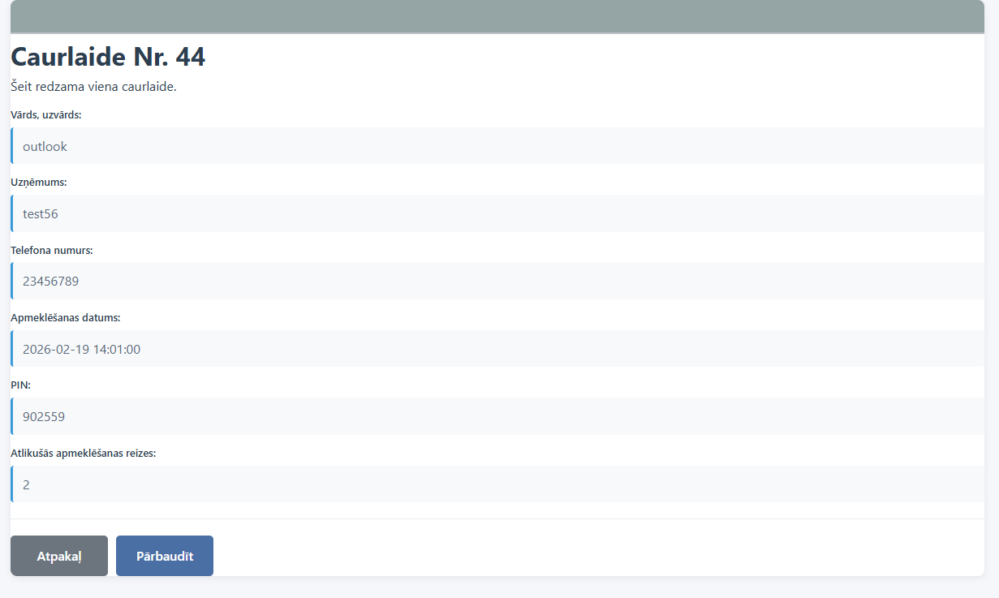 Caurlaide Nr. 44
Šeit redzama viena caurlaide.
Vārds, uzvārds:
outlook
Uzņēmums:
test56
Telefona numurs:
23456789
Apmeklēšanas datums:
2026-02-19 14:01:00
PIN:
902559
Atlikušās apmeklēšanas reizes:
2
Atpakaļ
Pārbaudīt